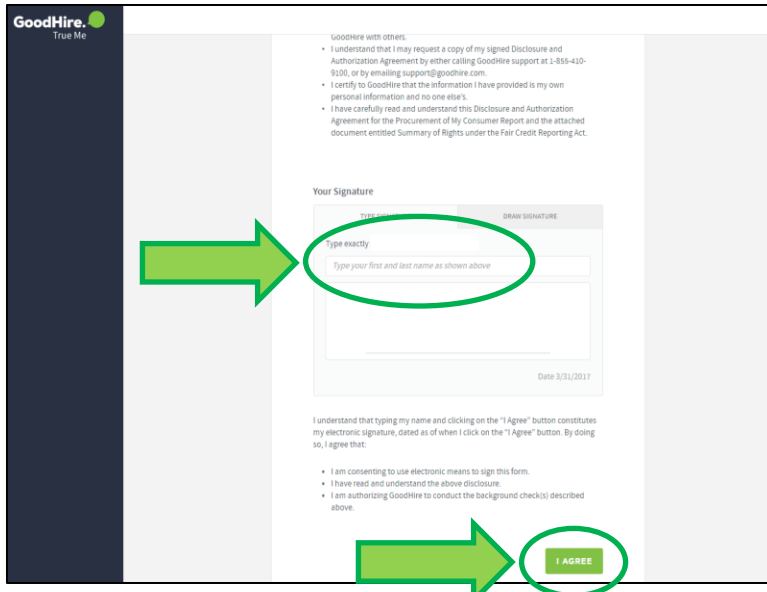 GoodHire.
True Me
GoodHire with others.
• I understand that I may request a copy of my signed Disclosure and
Authorization Agreement by either calling GoodHire support at 1-855-410-
9100, or by emailing support@goodhire.com.
• I certify to GoodHire that the information I have provided is my own
personal information and no one else's.
• I have carefully read and understand this Disclosure and Authorization
Agreement for the Procurement of My Consumer Report and the attached
document entitled Summary of Rights under the Fair Credit Reporting Act.
Your Signature
TYPE SIGNATURE DRAW SIGNATURE
Type exactly
Type your first and last name as shown above
Date 3/31/2017
I understand that typing my name and clicking on the "I Agree" button constitutes
my electronic signature, dated as of when I click on the "I Agree" button. By doing
so, I agree that:
• I am consenting to use electronic means to sign this form.
• I have read and understand the above disclosure.
• I am authorizing GoodHire to conduct the background check(s) described
above.
I AGREE